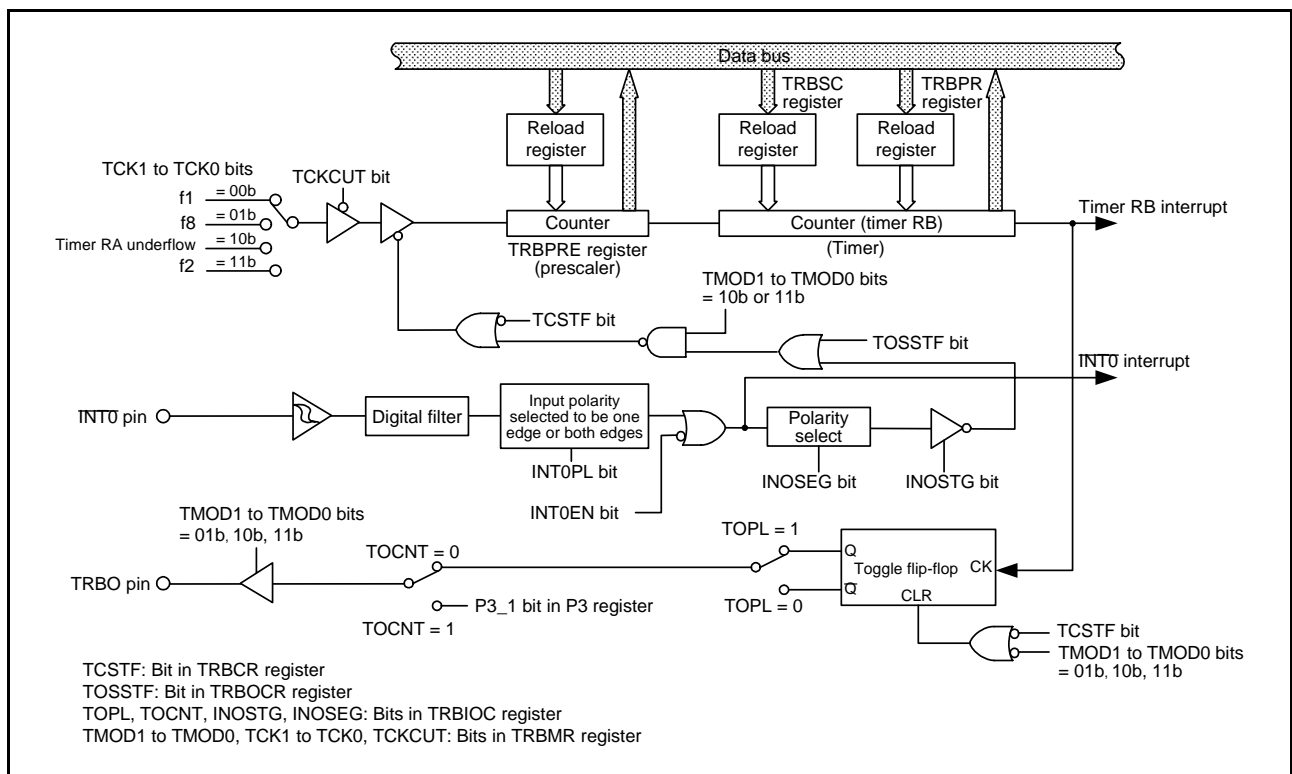 Data bus
TRBSC
register
TRBPR
register
Reload
register
Reload
register
Reload
register
TCK1 to TCK0 bits
TCKCUT bit
f1
= 00b
f8
= 01b
Timer RA underflow
= 10b
f2
= 11b
Counter
Counter (timer RB)
Timer RB interrupt
TRBPRE register
(prescaler)
(Timer)
TMOD1 to TMOD0 bits
= 10b or 11b
TCSTF bit
TOSSTF bit
INT0 interrupt
INT0 pin
Digital filter
Input polarity
selected to be one
edge or both edges
Polarity
select
INT0PL bit
INOSEG bit
INOSTG bit
INT0EN bit
TMOD1 to TMOD0 bits
= 01b, 10b, 11b
TOPL = 1
TOCNT = 0
Q
Toggle flip-flop
CK
TRBO pin
P3_1 bit in P3 register
TOPL = 0
Q
CLR
TOCNT = 1
TCSTF bit
TMOD1 to TMOD0 bits
= 01b, 10b, 11b
TCSTF: Bit in TRBCR register
TOSSTF: Bit in TRBOCR register
TOPL, TOCNT, INOSTG, INOSEG: Bits in TRBIOC register
TMOD1 to TMOD0, TCK1 to TCK0, TCKCUT: Bits in TRBMR register